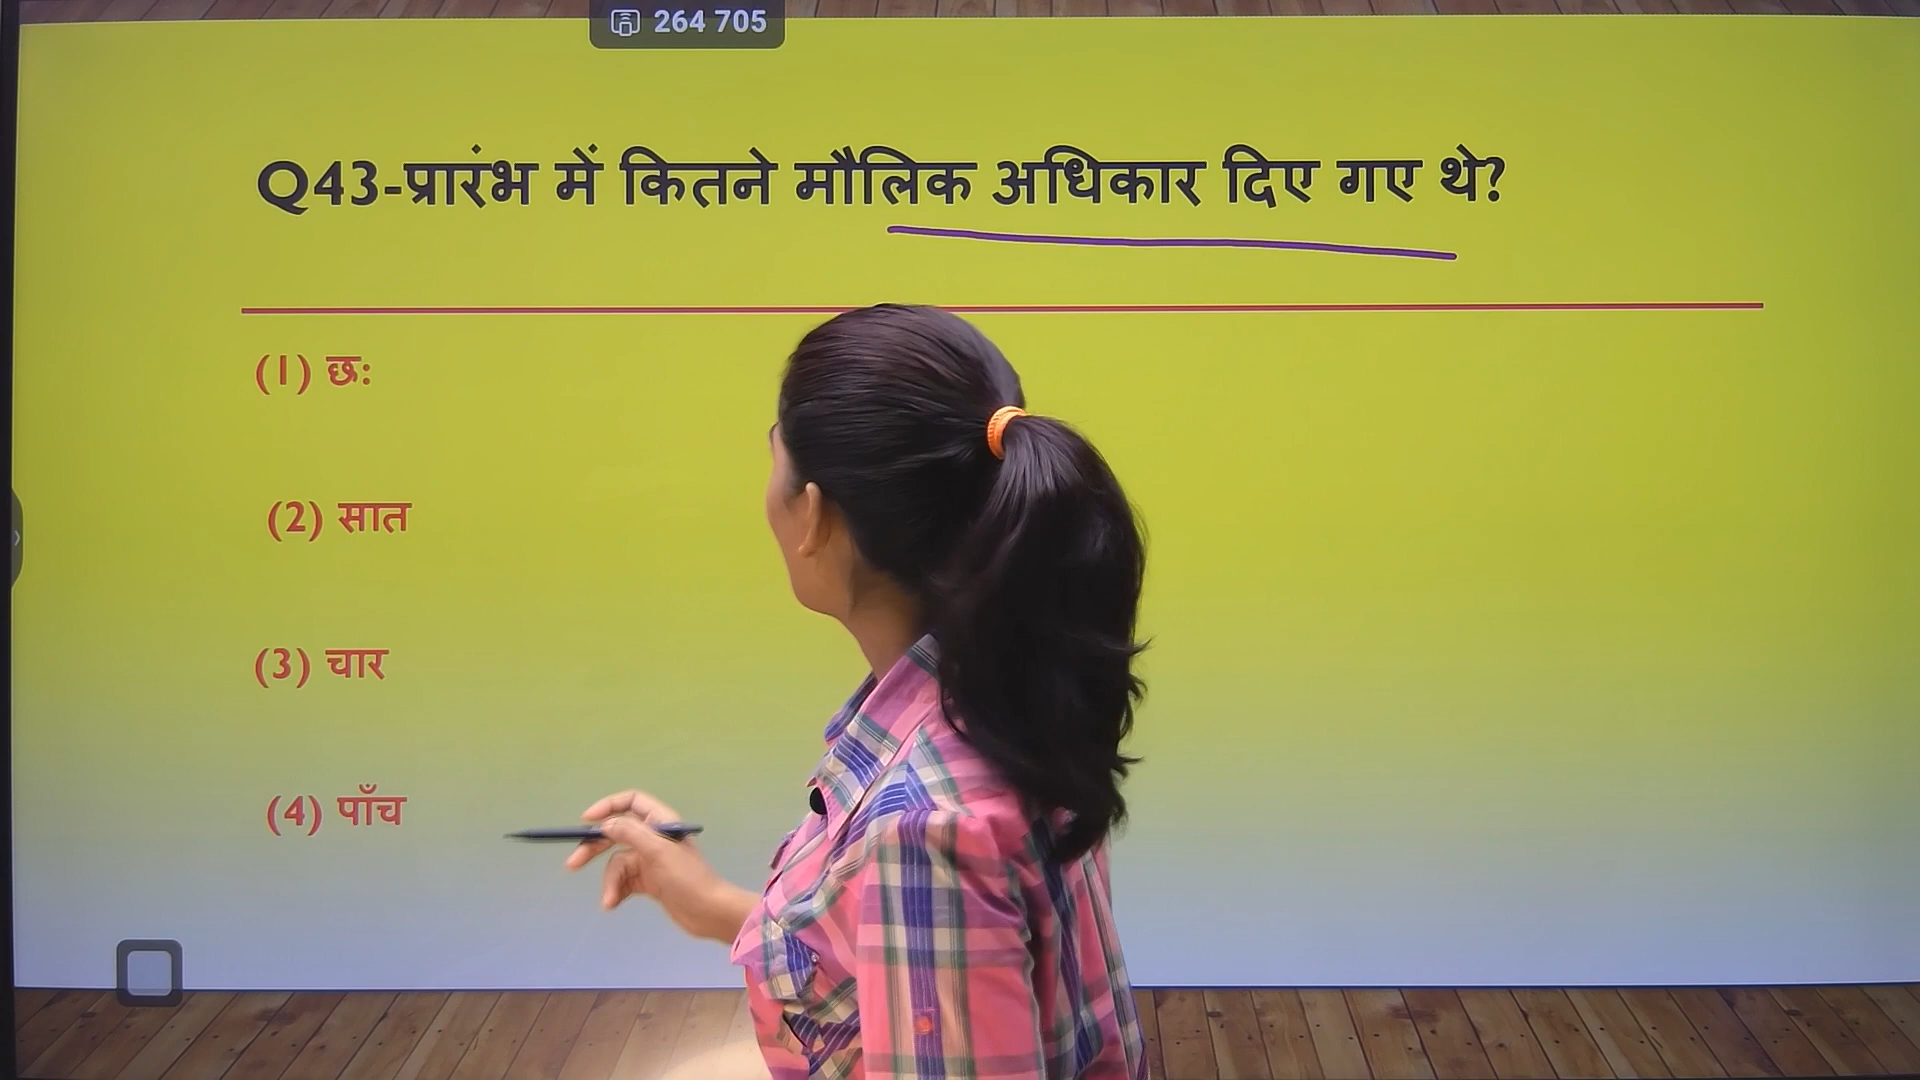 264 705
Q43-प्रारंभ में कितने मौलिक अधिकार दिए गए थे?
(1) छः
(2) सात
(3) चार
(4) पाँच